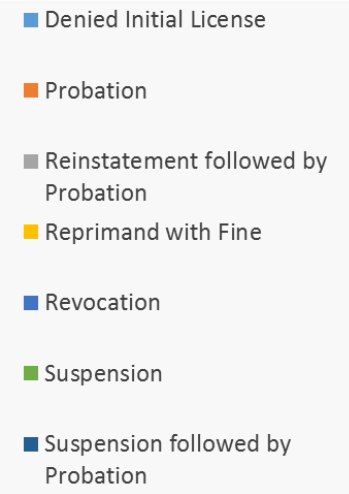 Denied Initial License
Probation
Reinstatement followed by
Probation
Reprimand with Fine
Revocation
Suspension
Suspension followed by
Probation